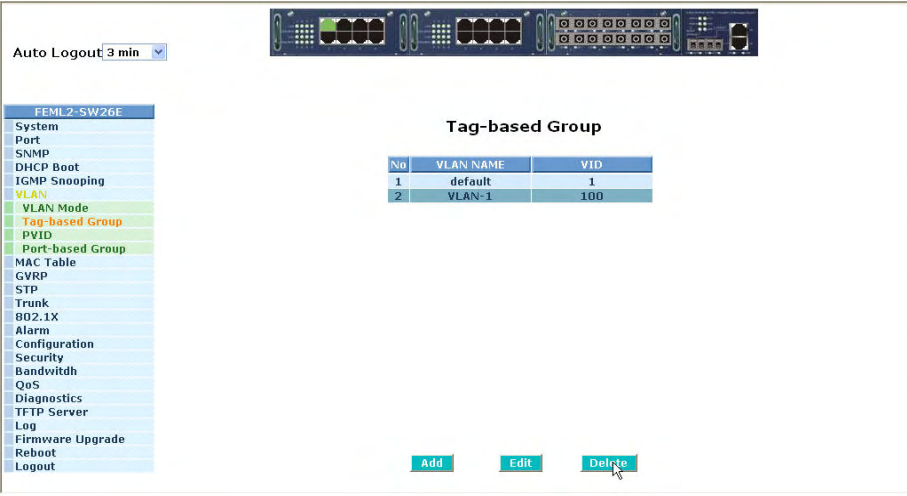 Auto Logout 3 min
FEML2-SW26E
System
Port
SNMP
DHCP Boot
IGMP Snooping
VLAN
VLAN Mode
Tag-based Group
PVID
Port-based Group
MAC Table
GVRP
STP
Trunk
802.1X
Alarm
Configuration
Security
Bandwitdh
QoS
Diagnostics
TFTP Server
Log
Firmware Upgrade
Reboot
Logout
Tag-based Group
No VLAN NAME VID
1 default 1
2 VLAN-1 100
Add Edit Delete